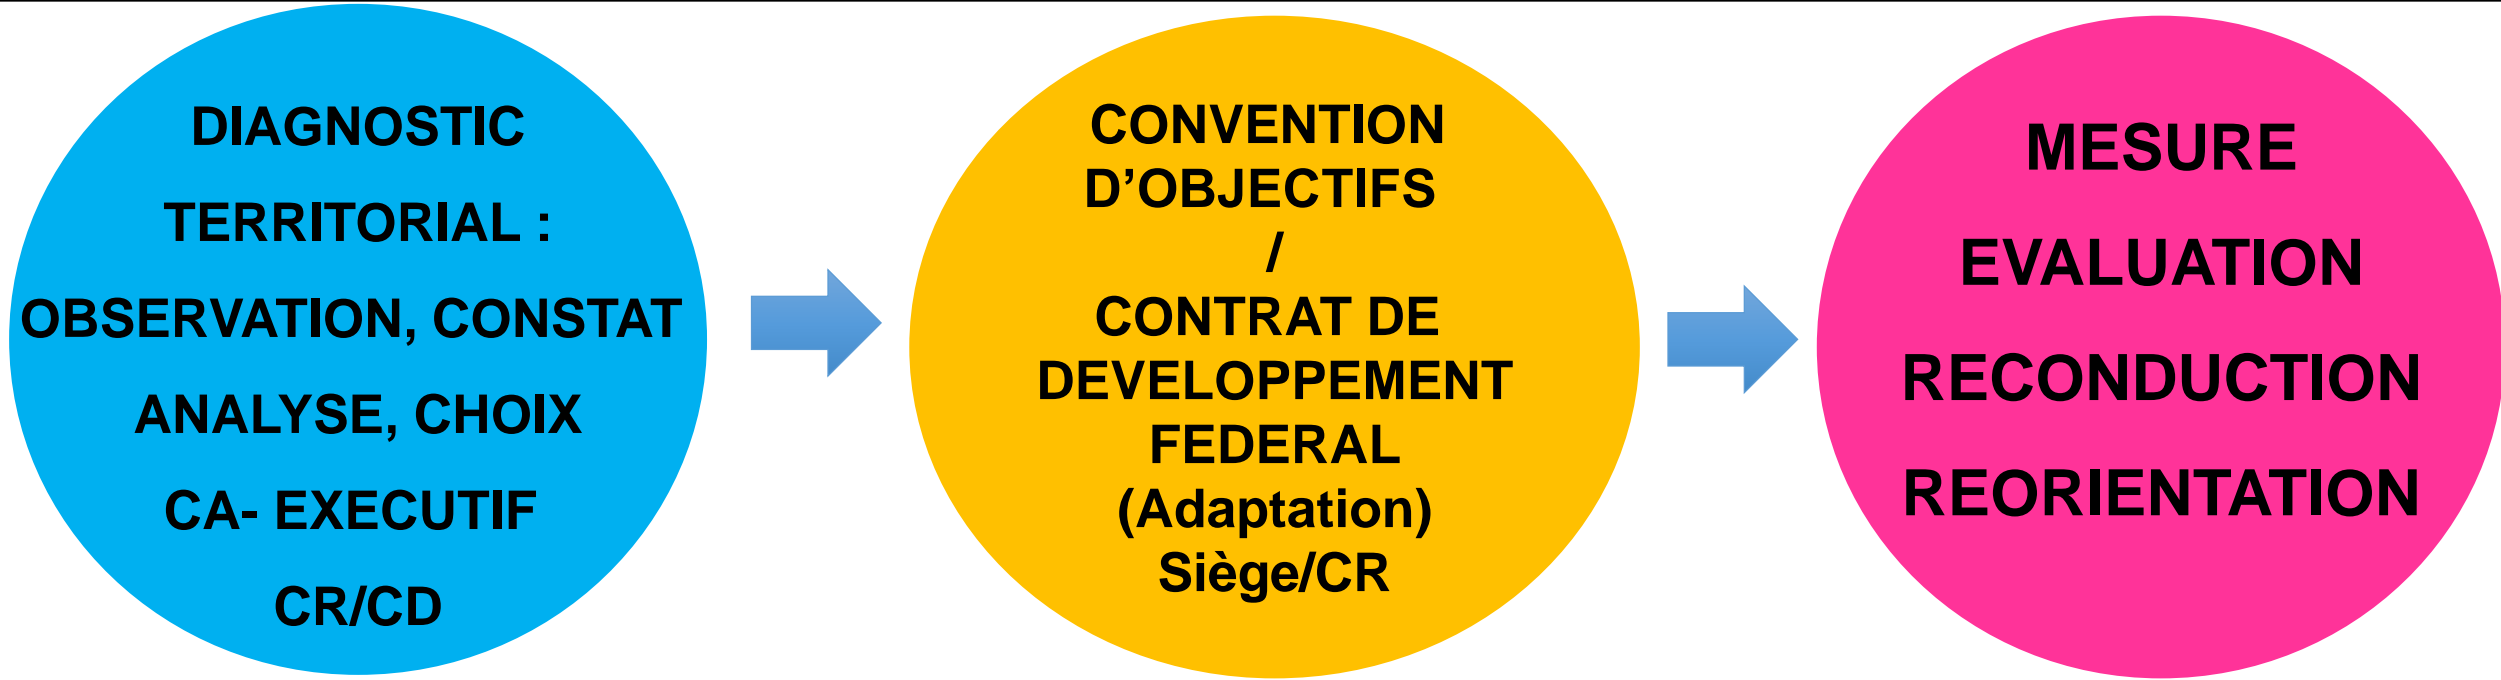 DIAGNOSTIC
TERRITORIAL :
OBSERVATION, CONSTAT
ANALYSE, CHOIX
CA- EXECUTIF
CR/CD
CONVENTION
D'OBJECTIFS
/
CONTRAT DE
DEVELOPPEMENT
FEDERAL
(Adaptation)
Siège/CR
MESURE
EVALUATION
RECONDUCTION
REORIENTATION